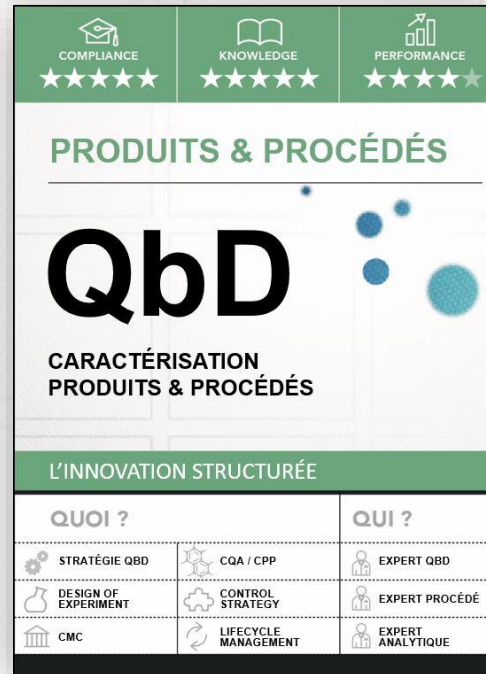 COMPLIANCE
KNOWLEDGE
PERFORMANCE
PRODUITS & PROCÉDÉS
QbD
CARACTÉRISATION
PRODUITS & PROCÉDÉS
L'INNOVATION STRUCTURÉE
QUOI ?
QUI ?
STRATÉGIE QBD
CQA / CPP
EXPERT QBD
DESIGN OF
EXPERIMENT
CONTROL
STRATEGY
EXPERT PROCÉDÉ
CMC
LIFECYCLE
MANAGEMENT
EXPERT
ANALYTIQUE